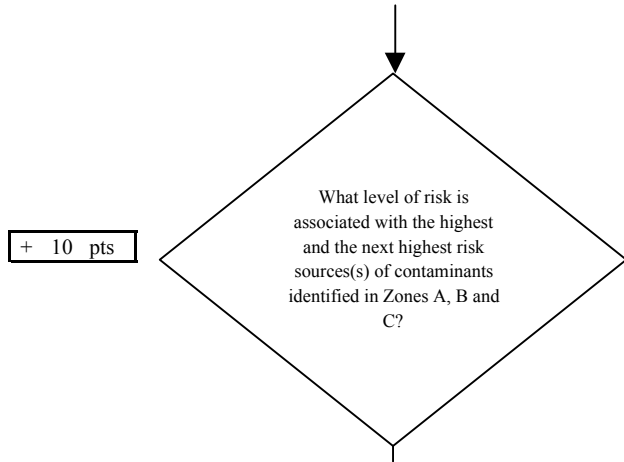 What level of risk is
associated with the highest
and the next highest risk
+ 10 pts
sources(s) of contaminants
identified in Zones A, B and
C?